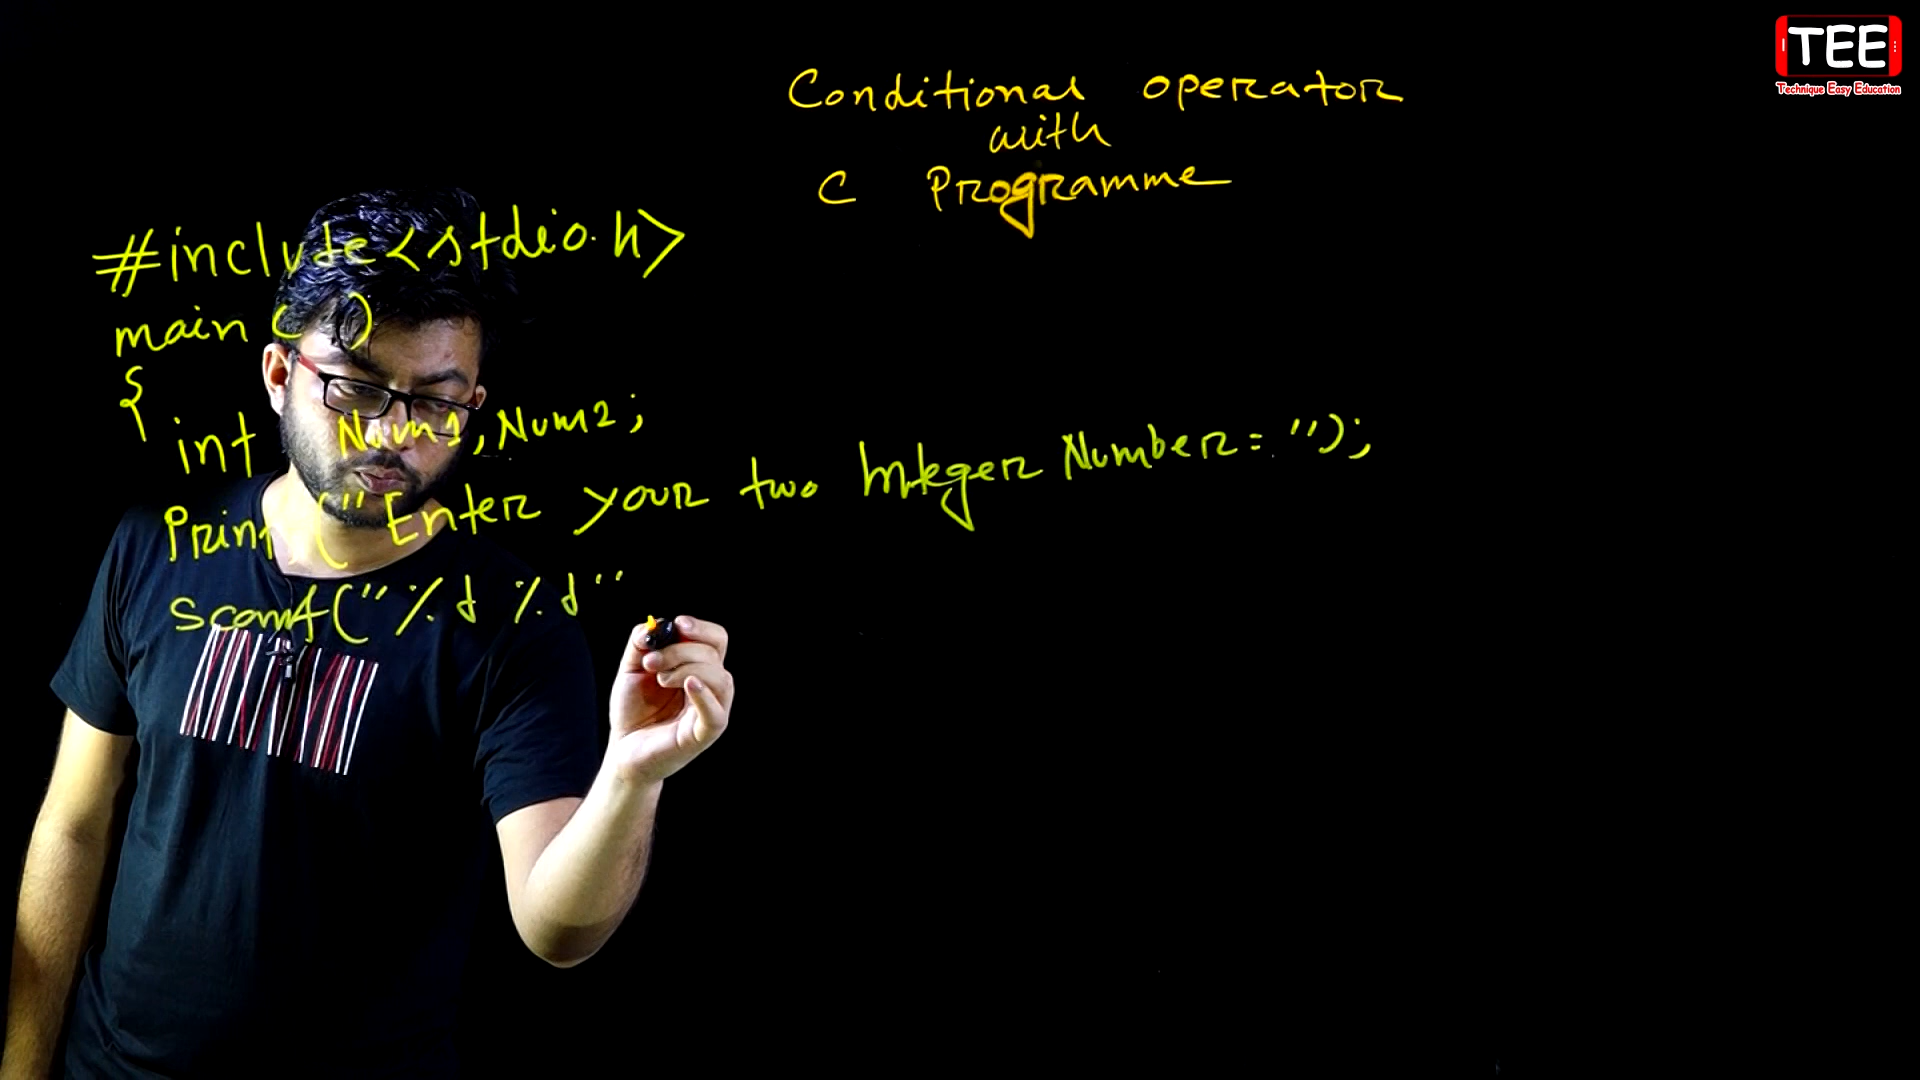 TEE
Technique Easy Education
Conditional operator
with
C Programme
#include<stdio.h>
main ( )
{
int Num1, Num2;
Printf("Enter your two Integer Number= ");
scanf("%d %d"